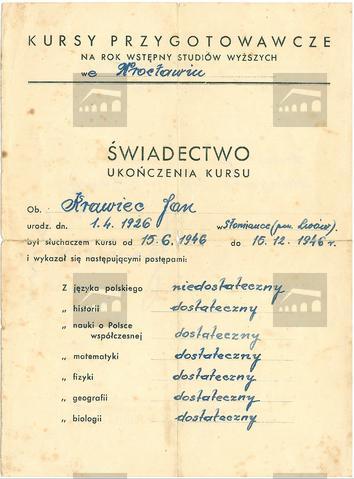 KURSY PRZYGOTOWAWCZE
NA ROK WSTĘPNY STUDIÓW WYŻSZYCH
we Wrocławiu
ŚWIADECTWO
UKOŃCZENIA KURSU
Ob. Krawiec Jan
urodz. dn. 1.4.1926 w Słomiance (pow. Lwów).
był słuchaczem Kursu od 15.6.1946 do 15.12.1946 r.
i wykazał się następującymi postępami:
Z języka polskiego niedostateczny
„ historii dostateczny
„ nauki o Polsce
współczesnej dostateczny
„ matematyki dostateczny
„ fizyki dostateczny
„ geografii dostateczny
„ biologii dostateczny